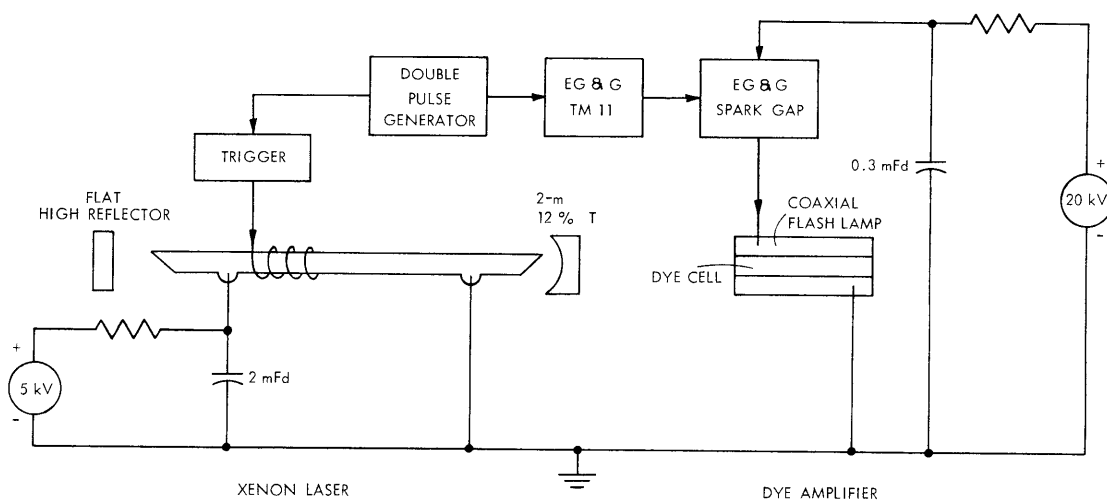 DOUBLE
PULSE
GENERATOR
EG & G
TM 11
EG & G
SPARK GAP
TRIGGER
0.3 mFd
+
20 kV
-
FLAT
HIGH REFLECTOR
2-m
12 % T
COAXIAL
FLASH LAMP
DYE CELL
+
5 kV
-
2 mFd
XENON LASER
DYE AMPLIFIER